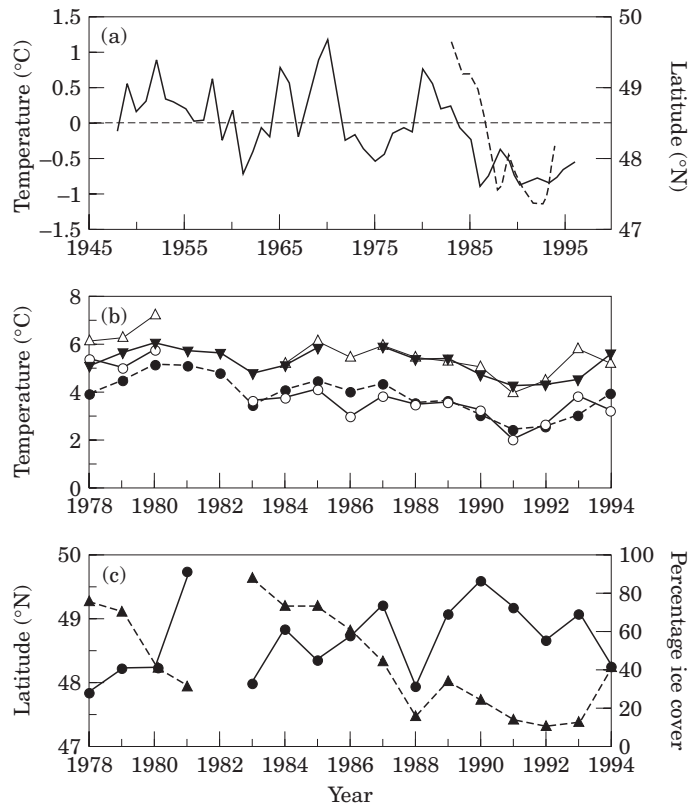 (a)
1.5
1
0.5
0
−0.5
−1
−1.5
Temperature (°C)
50
49
48
47
Latitude (°N)
1945 1955 1965 1975 1985 1995
(b)
8
6
4
2
0
Temperature (°C)
1978 1980 1982 1984 1986 1988 1990 1992 1994
(c)
50
49
48
47
Latitude (°N)
100
80
60
40
20
0
Percentage ice cover
1978 1980 1982 1984 1986 1988 1990 1992 1994
Year